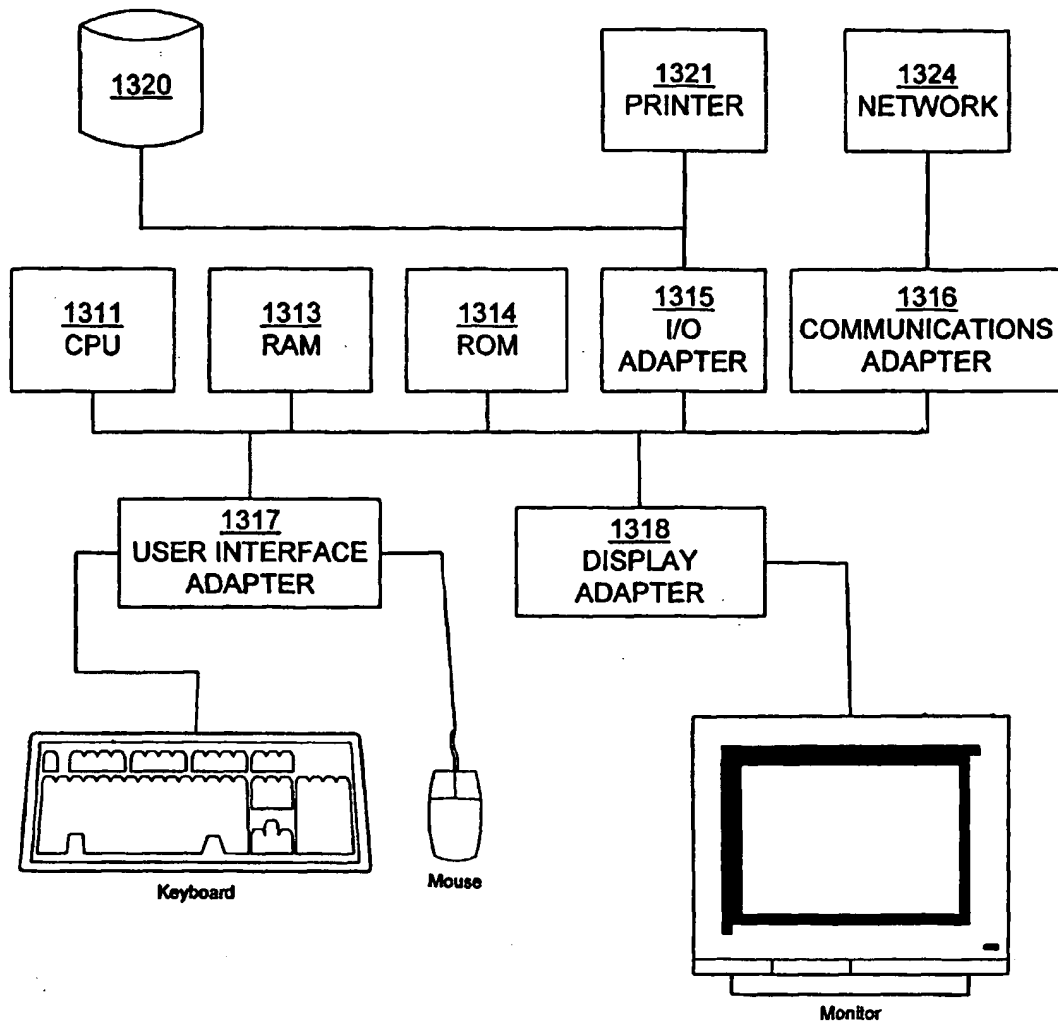 1320
1321
PRINTER
1324
NETWORK
1311
CPU
1313
RAM
1314
ROM
1315
I/O
ADAPTER
1316
COMMUNICATIONS
ADAPTER
1317
USER INTERFACE
ADAPTER
1318
DISPLAY
ADAPTER
Keyboard
Mouse
Monitor